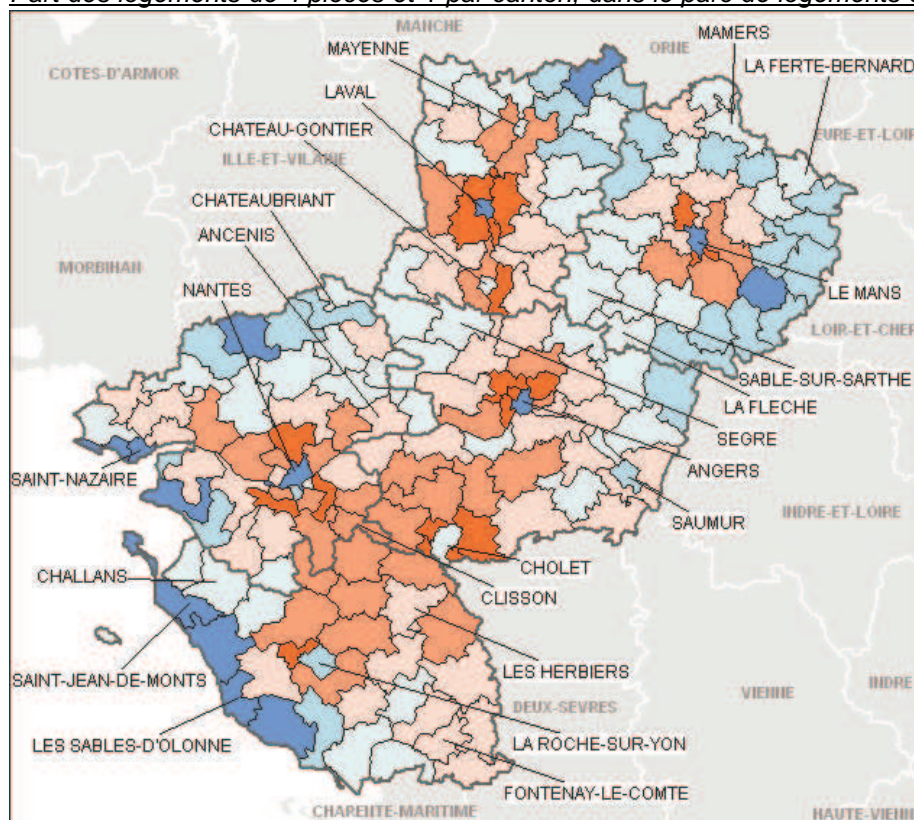 MANCHE
MAMERS
MAYENNE
ORNE
COTES-D'ARMOR
LA FERTE-BERNARD
LAVAL
CHATEAU-GONTIER
EURE-ET-LOIR
ILLE-ET-VILAINE
CHATEAUBRIANT
ANCENIS
MORBIHAN
NANTES
LE MANS
LOIR-ET-CHER
SABLE-SUR-SARTHE
LA FLECHE
SEGRE
SAINT-NAZAIRE
ANGERS
INDRE-ET-LOIRE
SAUMUR
CHOLET
CHALLANS
CLISSON
LES HERBIERS
SAINT-JEAN-DE-MONTS
VIENNE
INDRE
DEUX-SEVRES
LES SABLES-D'OLONNE
LA ROCHE-SUR-YON
FONTENAY-LE-COMTE
CHARENTE-MARITIME
HAUTE-VIENNE